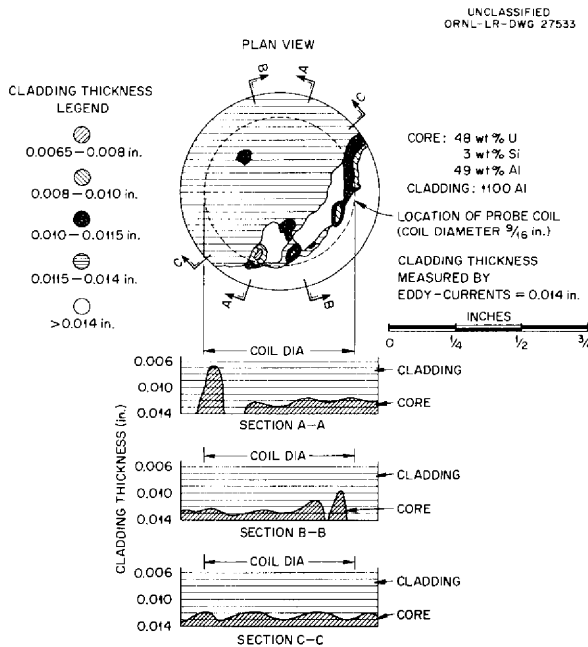 UNCLASSIFIED
ORNL-LR-DWG 27533
PLAN VIEW
CLADDING THICKNESS
LEGEND
0.0065-0.008 in.
0.008-0.010 in.
0.010-0.0115 in.
0.0115-0.014 in.
>0.014 in.
B
A
C
C
A
B
CORE: 48 wt % U
3 wt % Si
49 wt % Al
CLADDING: 1100 Al
LOCATION OF PROBE COIL
(COIL DIAMETER 9/16 in.)
CLADDING THICKNESS
MEASURED BY
EDDY-CURRENTS = 0.014 in.
INCHES
0 1/4 1/2 3/4
CLADDING THICKNESS (in.)
COIL DIA
0.006
0.010
0.014
CLADDING
CORE
SECTION A-A
COIL DIA
0.006
0.010
0.014
CLADDING
CORE
SECTION B-B
COIL DIA
0.006
0.010
0.014
CLADDING
CORE
SECTION C-C